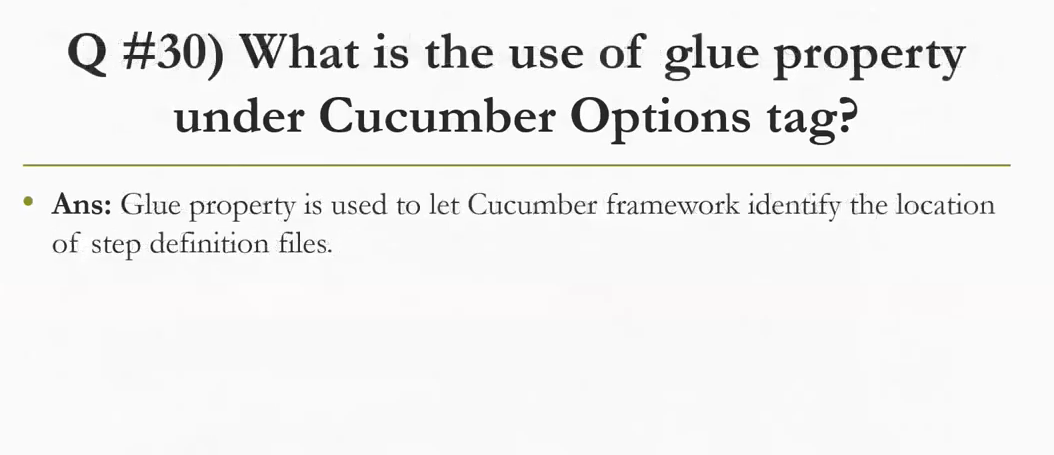 Q #30) What is the use of glue property
under Cucumber Options tag?
• Ans: Glue property is used to let Cucumber framework identify the location
of step definition files.